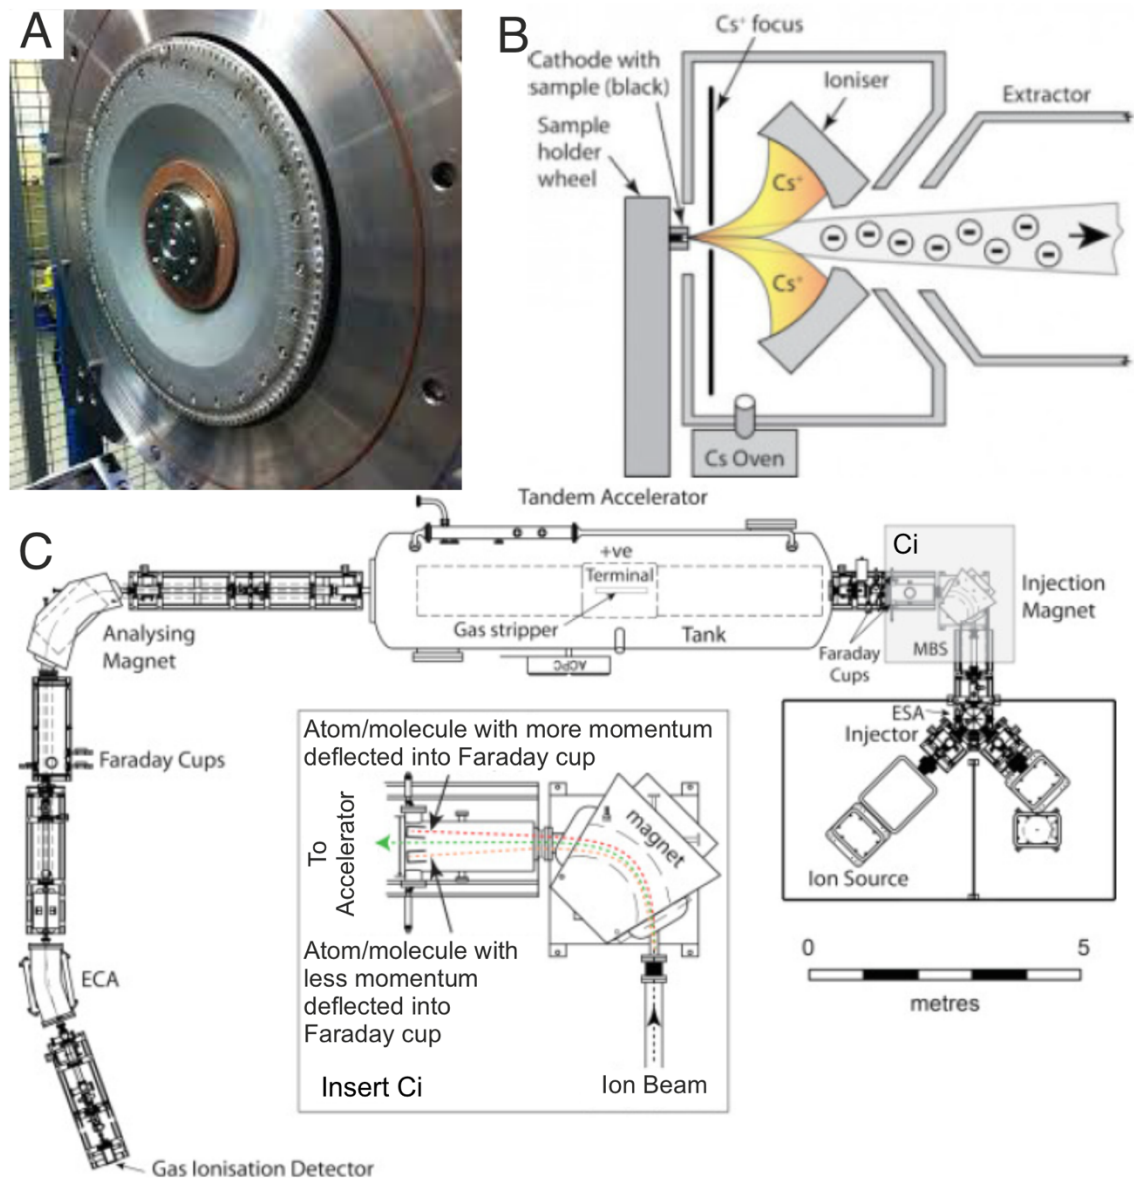 A
B
Cs⁺ focus
Cathode with
sample (black)
Ioniser
Extractor
Sample
holder
wheel
Cs⁺
Cs⁺
Cs Oven
C
Tandem Accelerator
+ve
Terminal
Gas stripper
Tank
Ci
Injection
Magnet
Analysing
Magnet
Faraday
Cups
MBS
ESA
Injector
Ion Source
Faraday Cups
0
5
metres
Atom/molecule with more momentum
deflected into Faraday cup
magnet
To
Accelerator
Atom/molecule with
less momentum
deflected into
Faraday cup
Insert Ci
Ion Beam
ECA
Gas Ionisation Detector